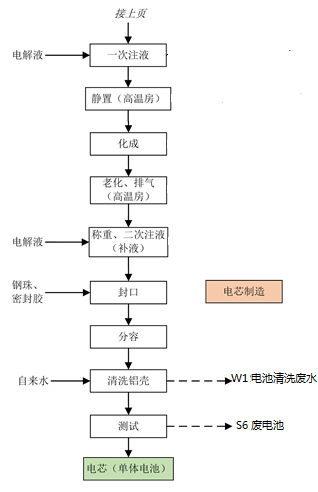 接上页
电解液
一次注液
静置（高温房）
化成
老化、排气
（高温房）
电解液
称重、二次注液
（补液）
钢珠、
密封胶
封口
电芯制造
分容
自来水
清洗铝壳
W1电池清洗废水
测试
S6 废电池
电芯（单体电池）